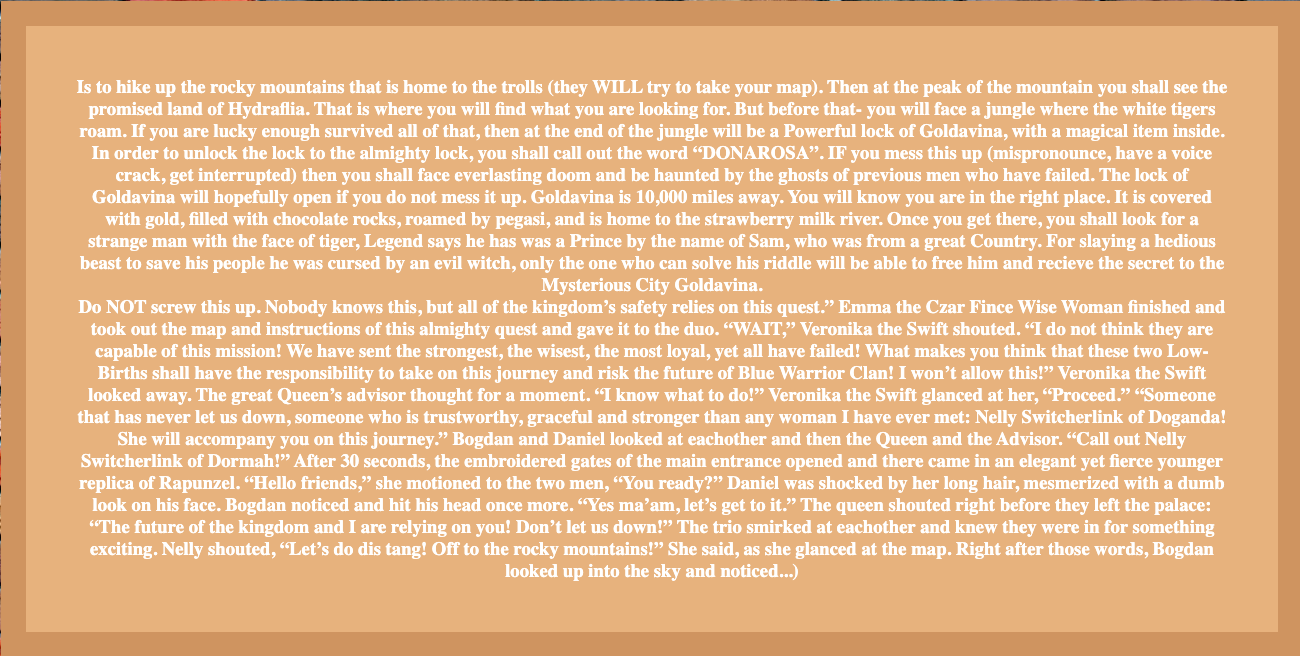 Is to hike up the rocky mountains that is home to the trolls (they WILL try to take your map). Then at the peak of the mountain you shall see the
promised land of Hydraflia. That is where you will find what you are looking for. But before that- you will face a jungle where the white tigers
roam. If you are lucky enough survived all of that, then at the end of the jungle will be a Powerful lock of Goldavina, with a magical item inside.
In order to unlock the lock to the almighty lock, you shall call out the word “DONAROSA”. IF you mess this up (mispronounce, have a voice
crack, get interrupted) then you shall face everlasting doom and be haunted by the ghosts of previous men who have failed. The lock of
Goldavina will hopefully open if you do not mess it up. Goldavina is 10,000 miles away. You will know you are in the right place. It is covered
with gold, filled with chocolate rocks, roamed by pegasi, and is home to the strawberry milk river. Once you get there, you shall look for a
strange man with the face of tiger, Legend says he has was a Prince by the name of Sam, who was from a great Country. For slaying a hedious
beast to save his people he was cursed by an evil witch, only the one who can solve his riddle will be able to free him and recieve the secret to the
Mysterious City Goldavina.
Do NOT screw this up. Nobody knows this, but all of the kingdom’s safety relies on this quest.” Emma the Czar Fince Wise Woman finished and
took out the map and instructions of this almighty quest and gave it to the duo. “WAIT,” Veronika the Swift shouted. “I do not think they are
capable of this mission! We have sent the strongest, the wisest, the most loyal, yet all have failed! What makes you think that these two Low-
Births shall have the responsibility to take on this journey and risk the future of Blue Warrior Clan! I won’t allow this!” Veronika the Swift
looked away. The great Queen’s advisor thought for a moment. “I know what to do!” Veronika the Swift glanced at her, “Proceed.” “Someone
that has never let us down, someone who is trustworthy, graceful and stronger than any woman I have ever met: Nelly Switcherlink of Doganda!
She will accompany you on this journey.” Bogdan and Daniel looked at eachother and then the Queen and the Advisor. “Call out Nelly
Switcherlink of Dormah!” After 30 seconds, the embroidered gates of the main entrance opened and there came in an elegant yet fierce younger
replica of Rapunzel. “Hello friends,” she motioned to the two men, “You ready?” Daniel was shocked by her long hair, mesmerized with a dumb
look on his face. Bogdan noticed and hit his head once more. “Yes ma’am, let’s get to it.” The queen shouted right before they left the palace:
“The future of the kingdom and I are relying on you! Don’t let us down!” The trio smirked at eachother and knew they were in for something
exciting. Nelly shouted, “Let’s do dis tang! Off to the rocky mountains!” She said, as she glanced at the map. Right after those words, Bogdan
looked up into the sky and noticed...)